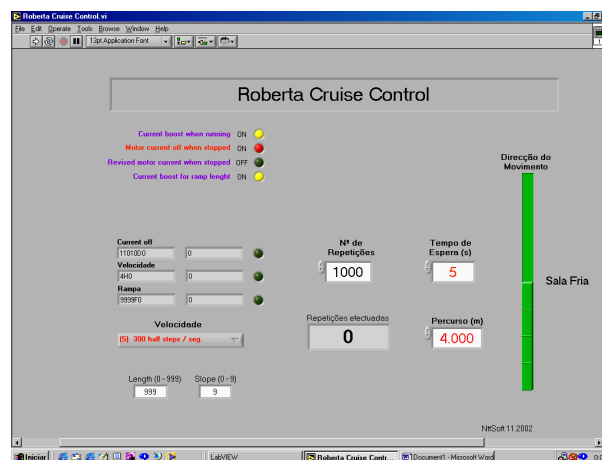 Roberta Cruise Control.vi
File Edit Operate Tools Browse Window Help
13pt Application Font
Roberta Cruise Control
Current boost when running ON
Motor current off when stopped ON
Revised motor current when stopped OFF
Current boost for ramp lenght ON
Direcção do
Movimento
Current off
11010D0 0
Velocidade
4H0 0
Rampa
9999F0 0
Nº de
Repetições
1000
Tempo de
Espera (s)
5
Sala Fria
Velocidade
(5) 300 half steps / seg.
Repetições efectuadas
0
Percurso (m)
4.000
Length (0 - 999) Slope (0 - 9)
999 9
NttSoft 11.2002
Iniciar LabVIEW Roberta Cruise Contr... Document1 - Microsoft Word